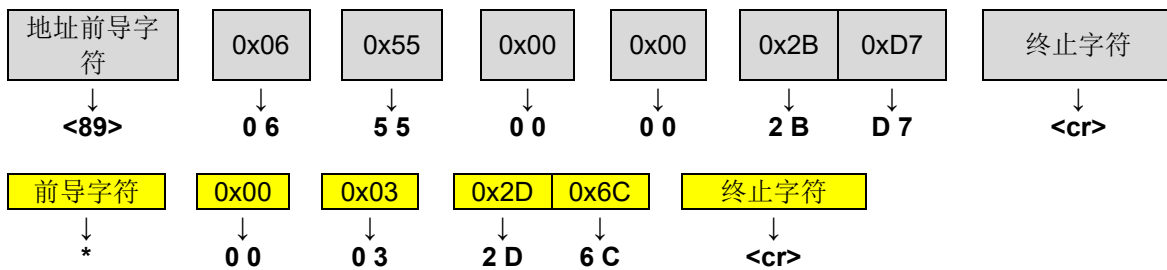 地址前导字符 0x06 0x55 0x00 0x00 0x2B 0xD7 终止字符
↓ ↓ ↓ ↓ ↓ ↓ ↓ ↓
<89> 0 6 5 5 0 0 0 0 2 B D 7 <cr>
前导字符 0x00 0x03 0x2D 0x6C 终止字符
↓ ↓ ↓ ↓ ↓ ↓
* 0 0 0 3 2 D 6 C <cr>